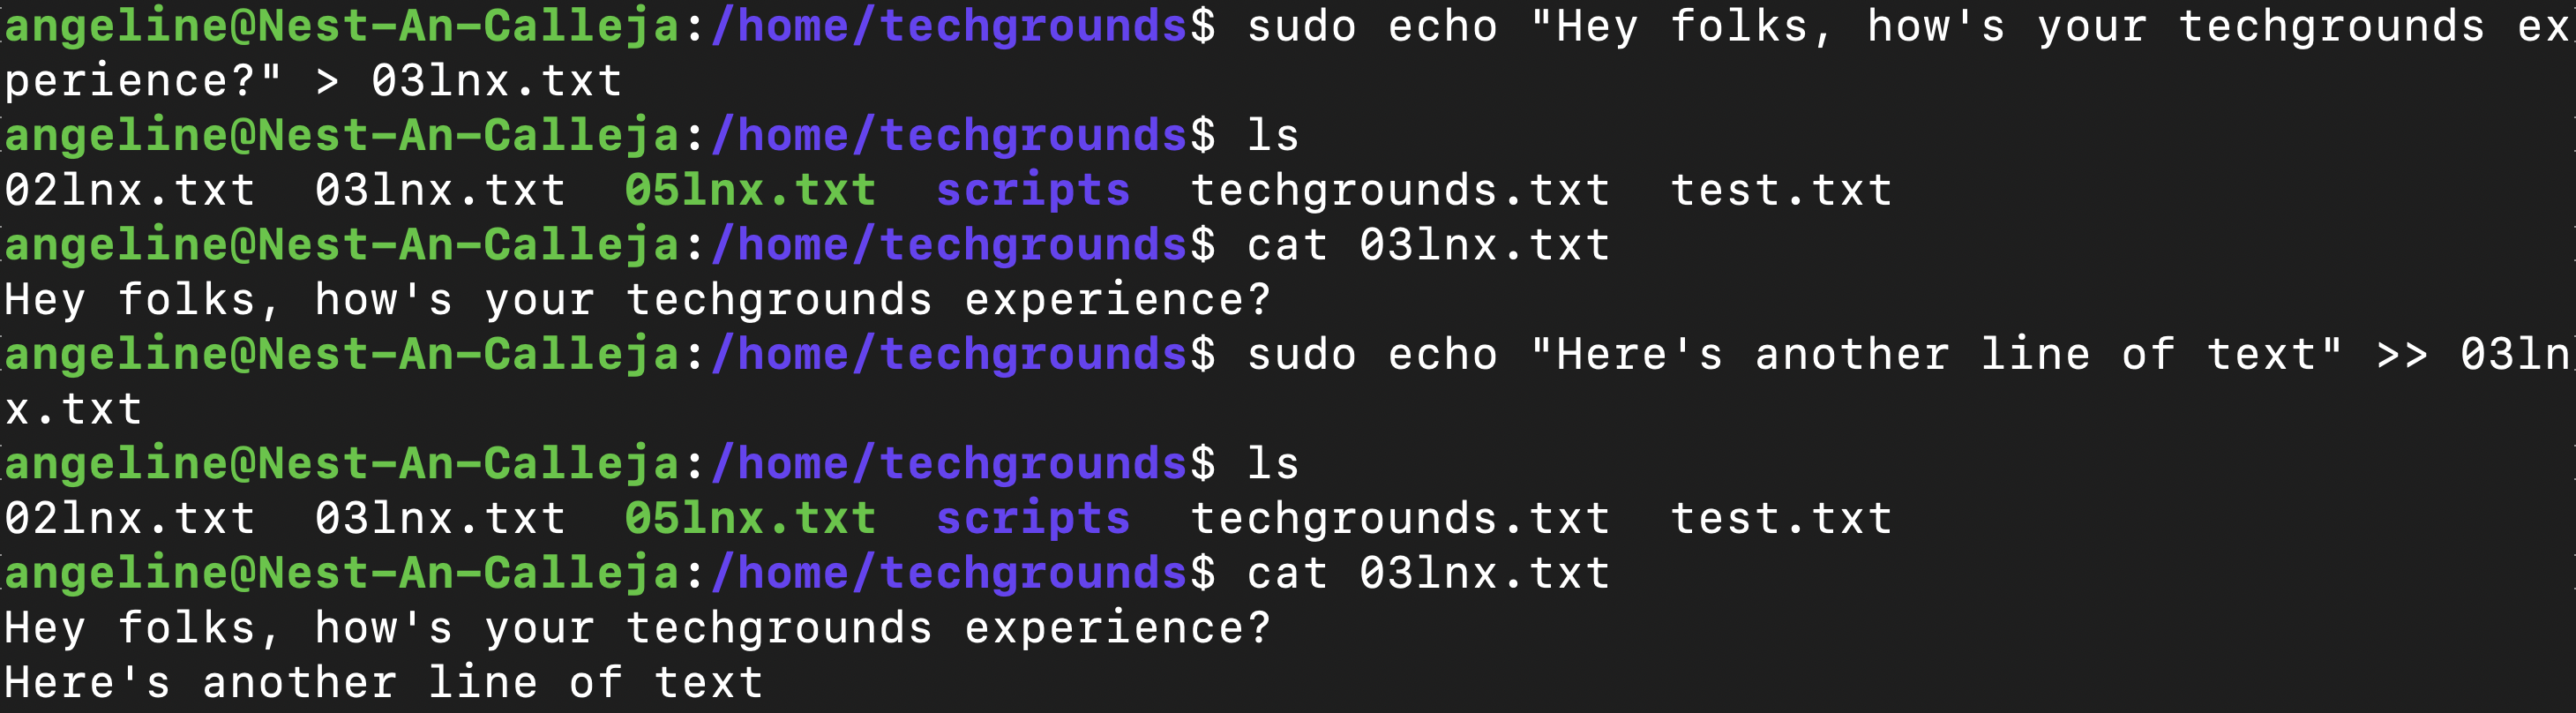 angeline@Nest-An-Calleja:/home/techgrounds$ sudo echo "Hey folks, how's your techgrounds ex
perience?" > 03lnx.txt
angeline@Nest-An-Calleja:/home/techgrounds$ ls
02lnx.txt  03lnx.txt  05lnx.txt  scripts  techgrounds.txt  test.txt
angeline@Nest-An-Calleja:/home/techgrounds$ cat 03lnx.txt
Hey folks, how's your techgrounds experience?
angeline@Nest-An-Calleja:/home/techgrounds$ sudo echo "Here's another line of text" >> 03ln
x.txt
angeline@Nest-An-Calleja:/home/techgrounds$ ls
02lnx.txt  03lnx.txt  05lnx.txt  scripts  techgrounds.txt  test.txt
angeline@Nest-An-Calleja:/home/techgrounds$ cat 03lnx.txt
Hey folks, how's your techgrounds experience?
Here's another line of text